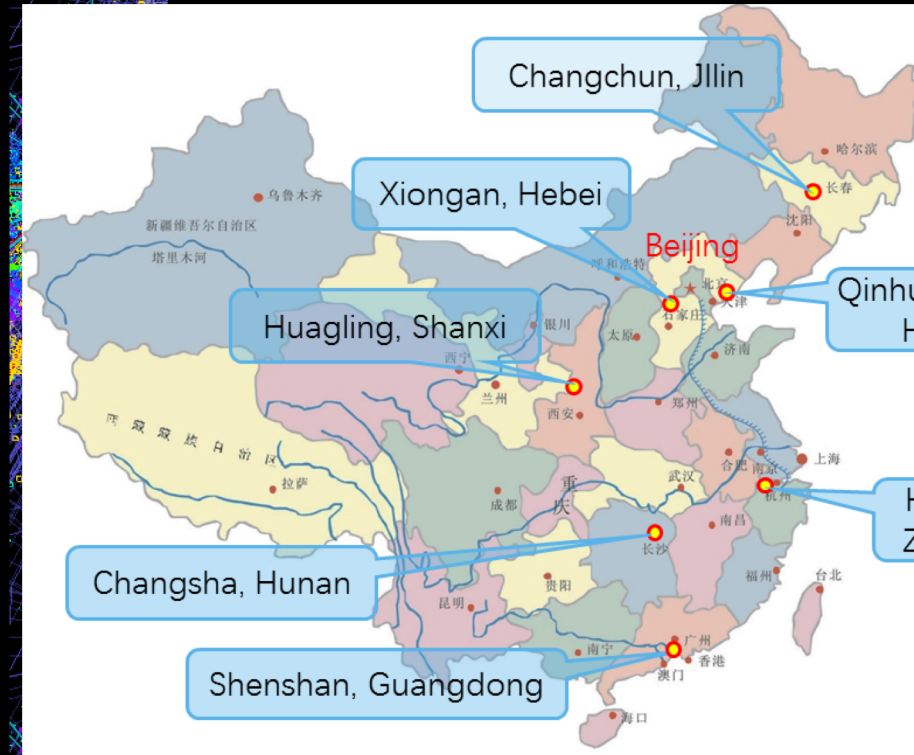 Changchun, JIlin
哈尔滨
长春
Xiongan, Hebei
乌鲁木齐
沈阳
新疆维吾尔自治区
Beijing
呼和浩特
塔里木河
北京
天津
Qinhu
H
石家庄
Huagling, Shanxi
银川
太原
济南
西宁
兰州
西安
郑州
西藏藏族自治区
合肥
南京
上海
武汉
重庆
拉萨
成都
杭州
H
Z
南昌
长沙
Changsha, Hunan
贵阳
福州
台北
昆明
广州
南宁
香港
澳门
Shenshan, Guangdong
海口